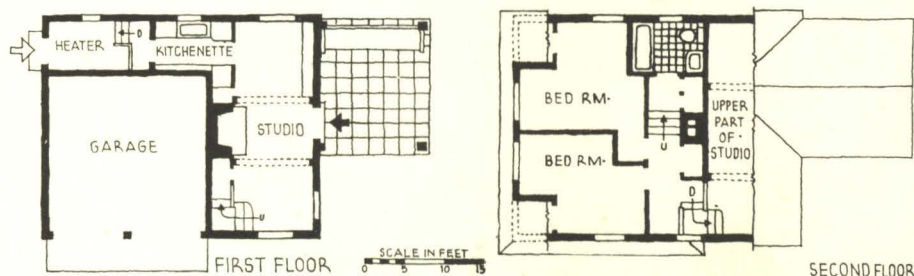 HEATER
D
KITCHENETTE
GARAGE
STUDIO
U
FIRST FLOOR
SCALE IN FEET
0 5 10 15
BED RM.
BED RM.
U
D
UPPER
PART
OF
STUDIO
SECOND FLOOR